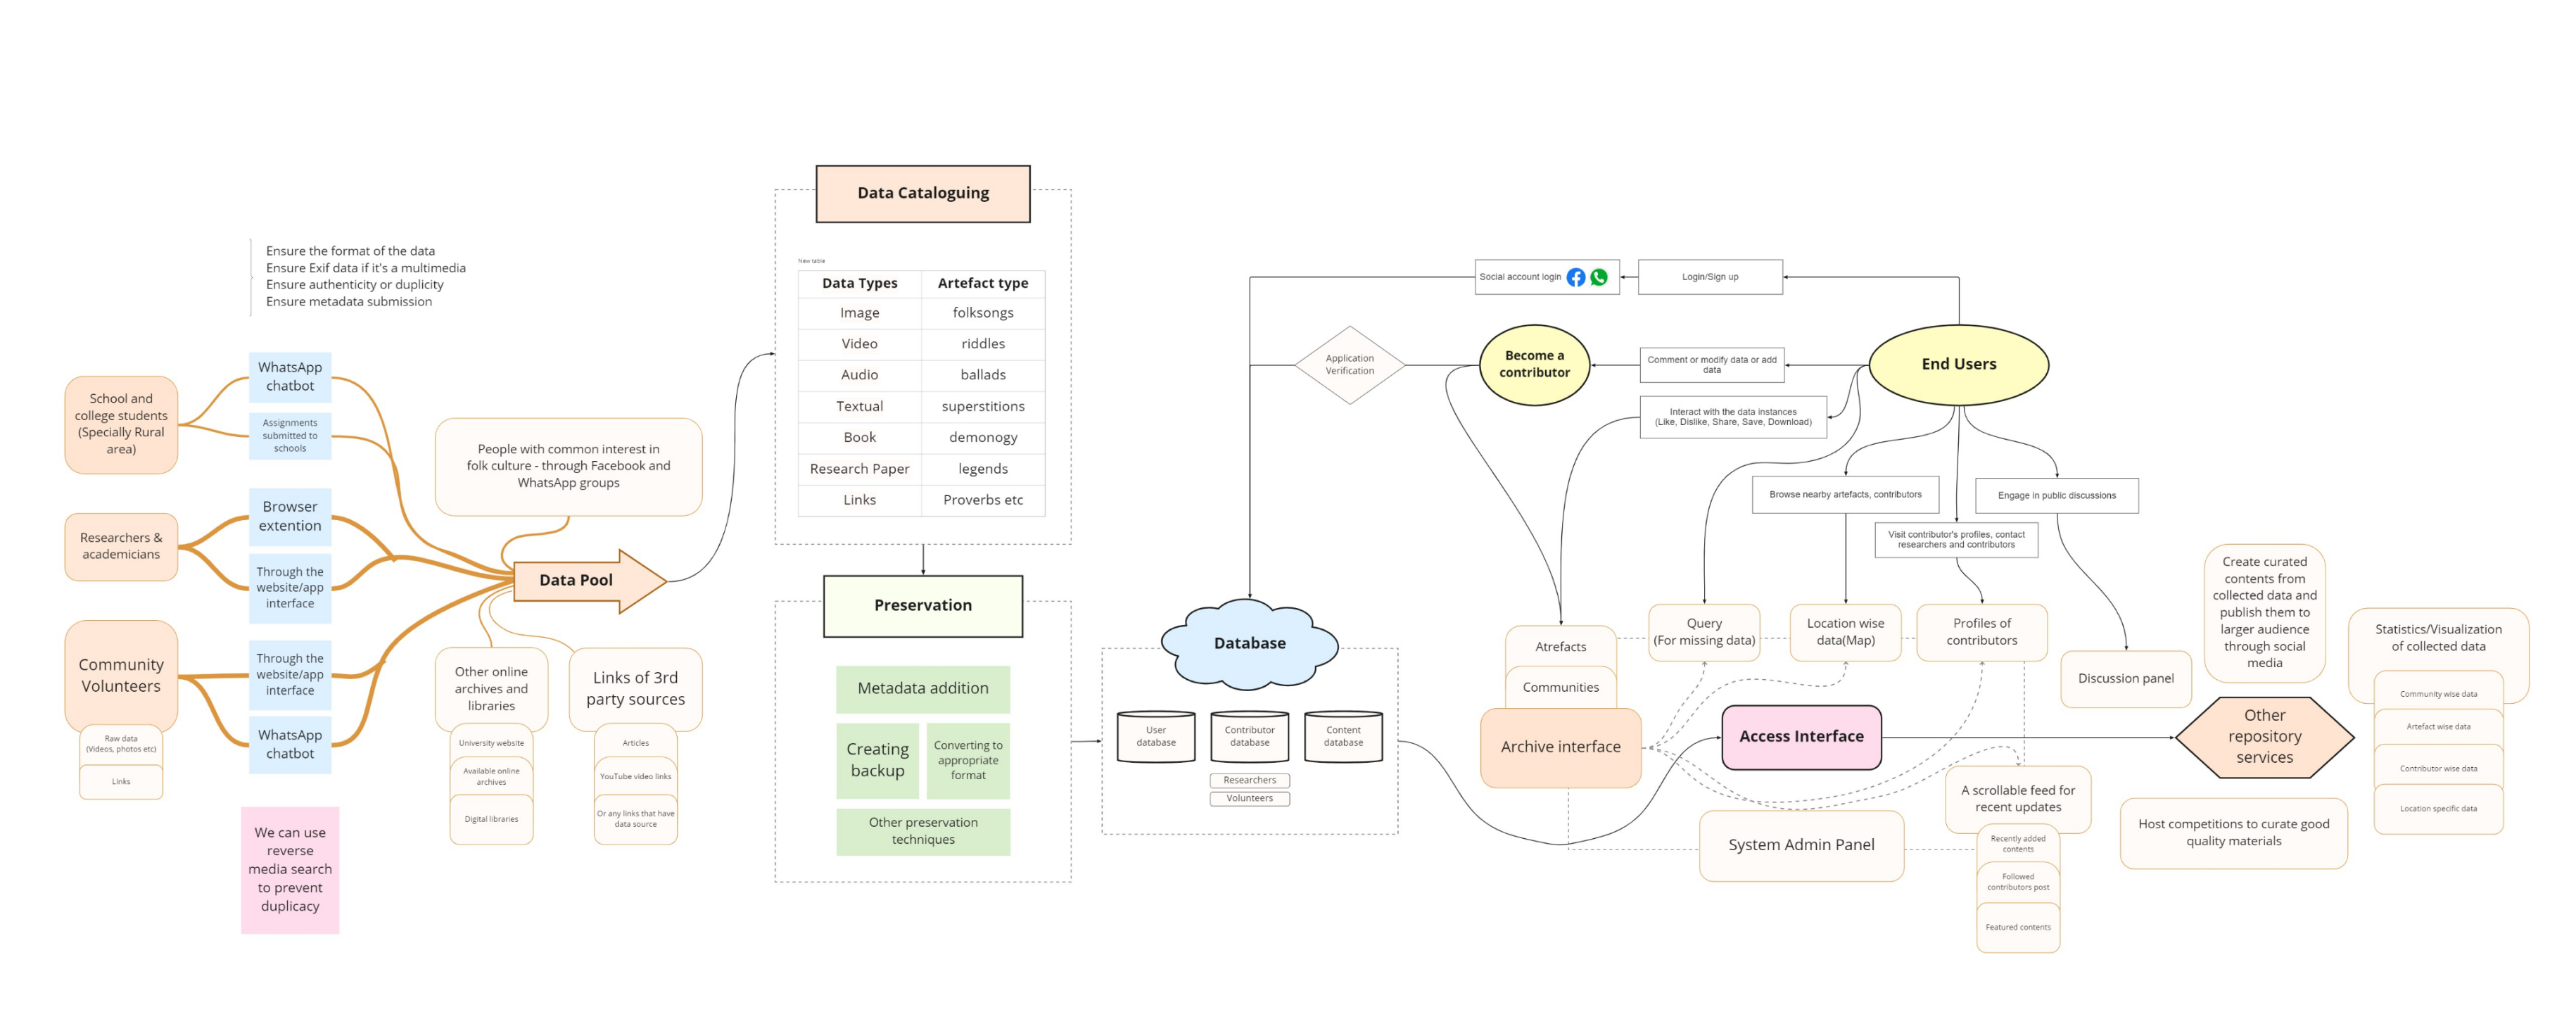 Ensure the format of the data
Ensure Exif data if it's a multimedia
Ensure authenticity or duplicity
Ensure metadata submission
School and
college students
(Specially Rural
area)
WhatsApp
chatbot
Assignments
submitted to
schools
Researchers &
academicians
Browser
extention
Through the
website/app
interface
Community
Volunteers
Raw data
(Videos, photos etc)
Links
Through the
website/app
interface
WhatsApp
chatbot
We can use
reverse
media search
to prevent
duplicacy
People with common interest in
folk culture - through Facebook and
WhatsApp groups
Data Pool
Other online
archives and
libraries
University website
Available online
archives
Digital libraries
Links of 3rd
party sources
Articles
YouTube video links
Or any links that have
data source
Data Cataloguing
New table
Data Types Artefact type
Image folksongs
Video riddles
Audio ballads
Textual superstitions
Book demonogy
Research Paper legends
Links Proverbs etc
Preservation
Metadata addition
Creating
backup
Converting to
appropriate
format
Other preservation
techniques
Database
User
database
Contributor
database
Content
database
Researchers
Volunteers
Social account login
Login/Sign up
Application
Verification
Become a
contributor
Comment or modify data or add
data
End Users
Interact with the data instances
(Like, Dislike, Share, Save, Download)
Browse nearby artefacts, contributors
Engage in public discussions
Visit contributor's profiles, contact
researchers and contributors
Atrefacts
Communities
Archive interface
Query
(For missing data)
Location wise
data(Map)
Profiles of
contributors
Discussion panel
Access Interface
System Admin Panel
A scrollable feed for
recent updates
Recently added
contents
Followed
contributors post
Featured contents
Create curated
contents from
collected data and
publish them to
larger audience
through social
media
Other
repository
services
Host competitions to curate good
quality materials
Statistics/Visualization
of collected data
Community wise data
Artefact wise data
Contributor wise data
Location specific data